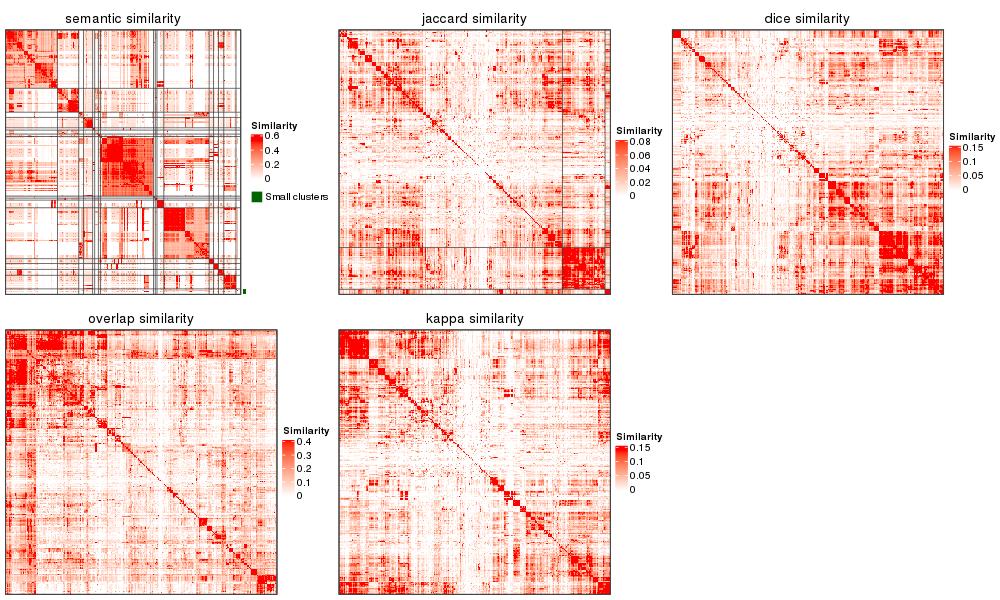 semantic similarity
Similarity
0.6
0.4
0.2
0
Small clusters
jaccard similarity
Similarity
0.08
0.06
0.04
0.02
0
dice similarity
Similarity
0.15
0.1
0.05
0
overlap similarity
Similarity
0.4
0.3
0.2
0.1
0
kappa similarity
Similarity
0.15
0.1
0.05
0